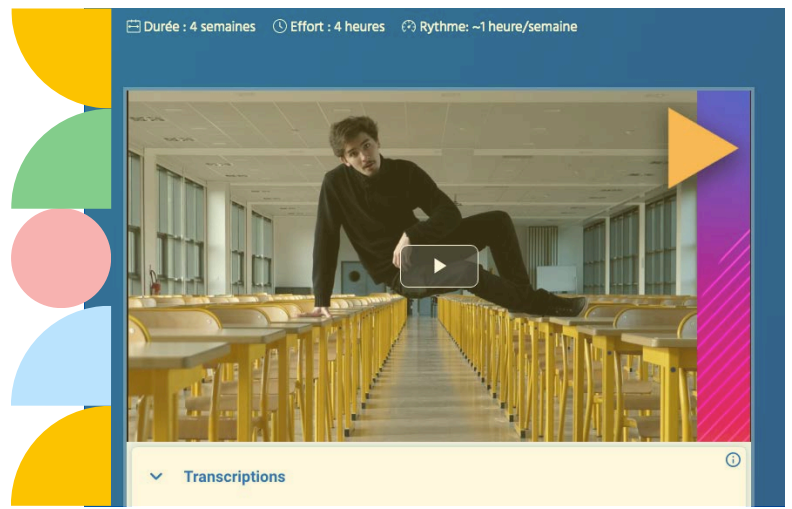 Durée : 4 semaines Effort : 4 heures Rythme: ~1 heure/semaine
Transcriptions